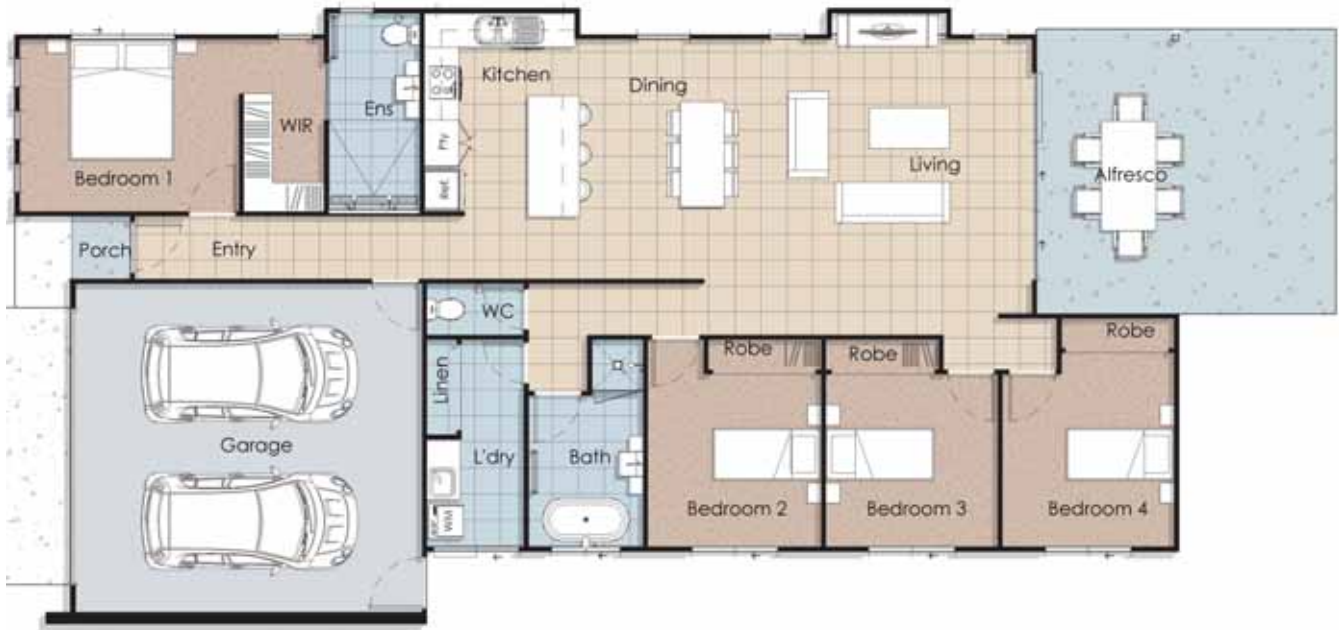 Kitchen
Dining
Ens
WIR
Pty
Bedroom 1
Living
Alfresco
Ref.
Porch
Entry
WC
Robe
Robe
Robe
Linen
Garage
L'dry
Bath
WM
Bedroom 2
Bedroom 3
Bedroom 4